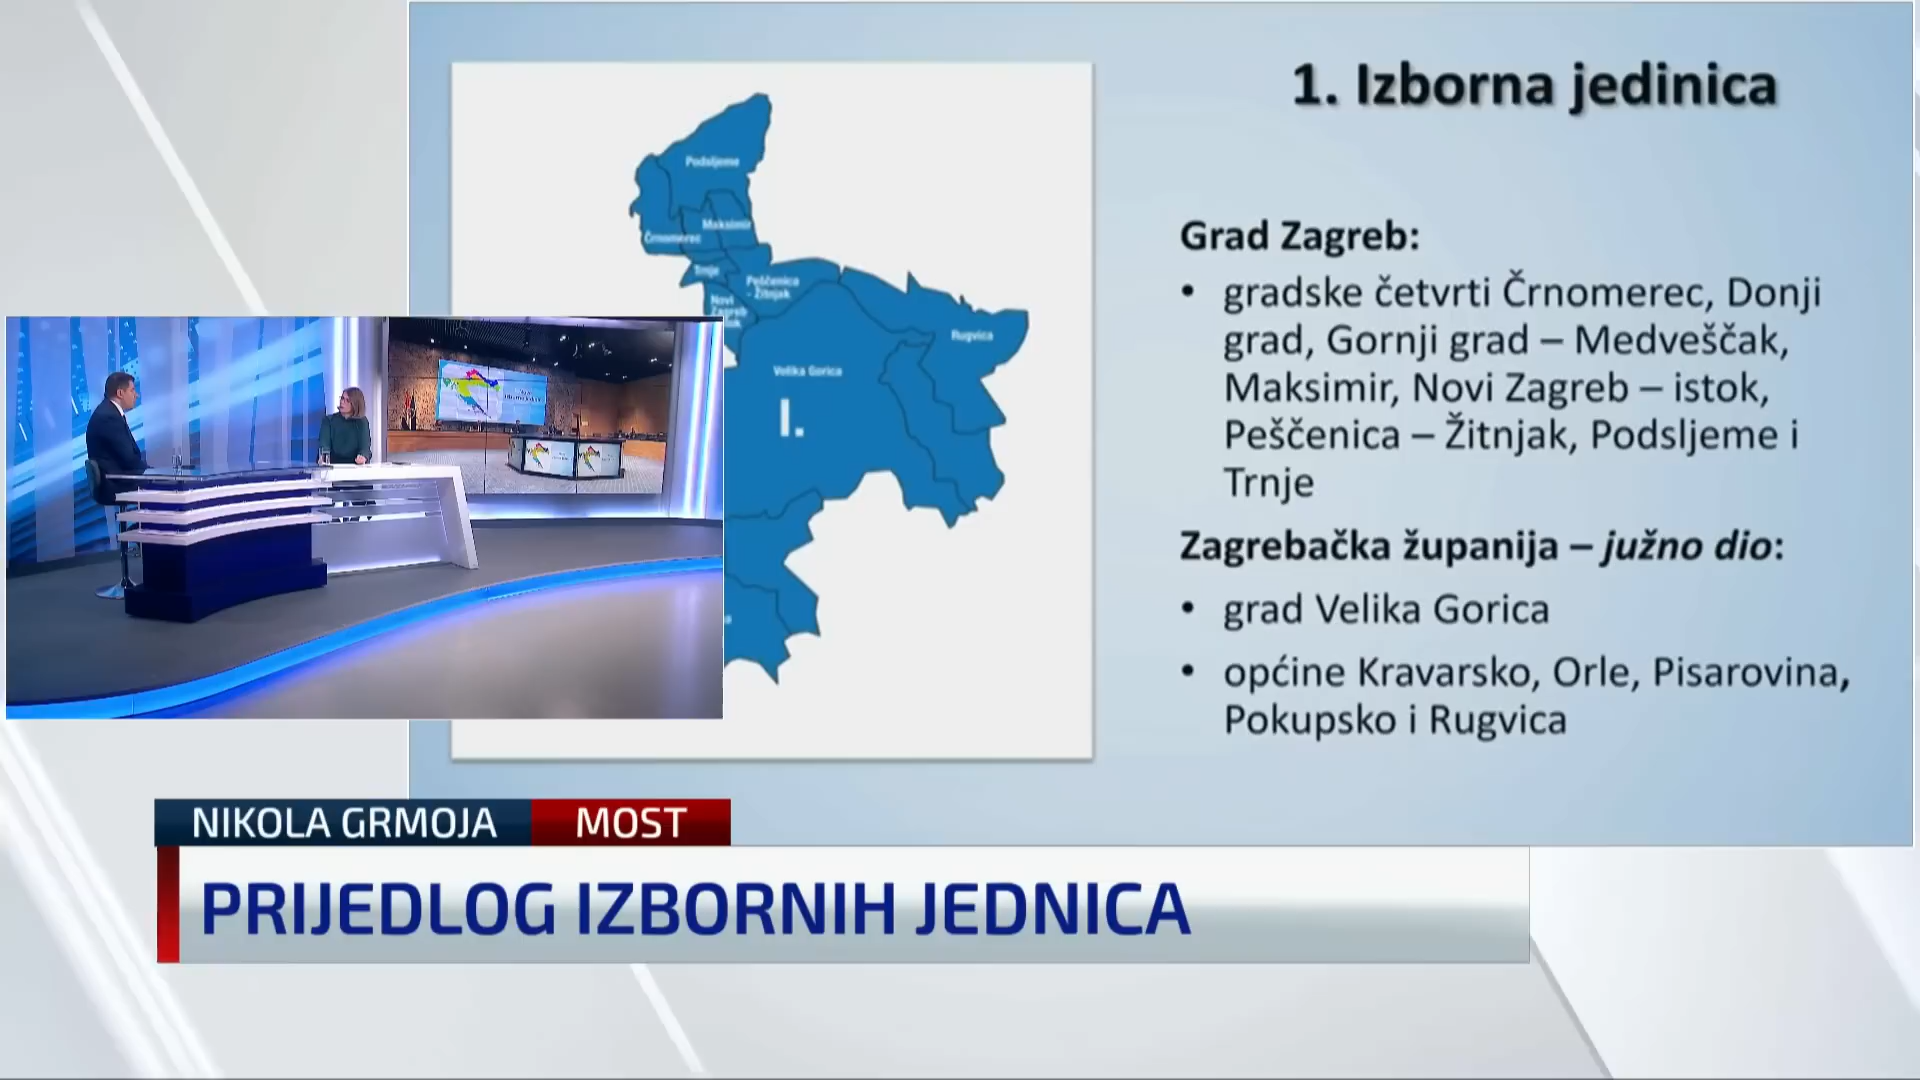 1. Izborna jedinica
Podsljeme
Maksimir
Črnomerec
Trnje
Peščenica
- Žitnjak
Novi
Zagreb
Rugvica
Velika Gorica
I.
Grad Zagreb:
• gradske četvrti Črnomerec, Donji
grad, Gornji grad – Medveščak,
Maksimir, Novi Zagreb – istok,
Peščenica – Žitnjak, Podsljeme i
Trnje
Zagrebačka županija – južno dio:
• grad Velika Gorica
• općine Kravarsko, Orle, Pisarovina,
Pokupsko i Rugvica
NIKOLA GRMOJA MOST
PRIJEDLOG IZBORNIH JEDNICA